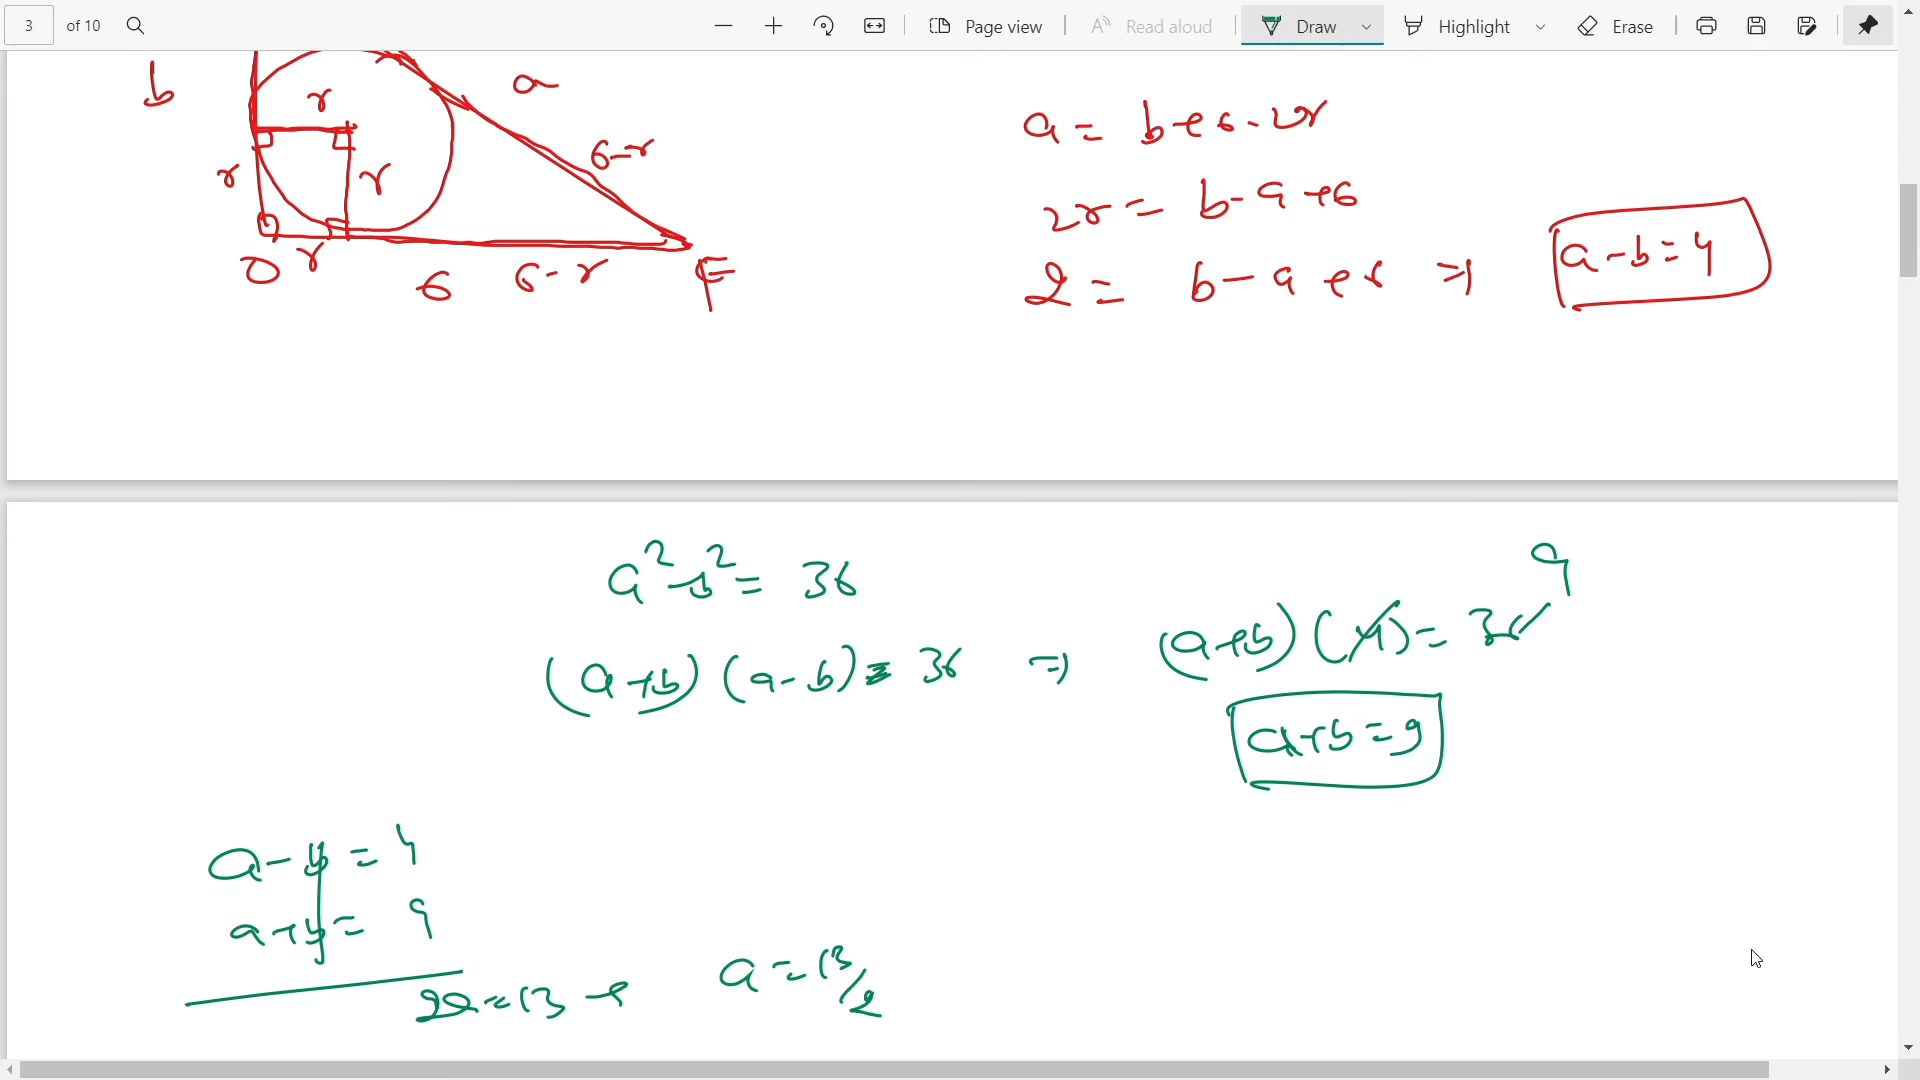 3 of 10 Page view Read aloud Draw Highlight Erase
b
r
a
r
r
6-r
O r 6 6-r F
a = b+6-2r
2r = b-a+6
2 = b-a+6 ⇒ a-b=4
a²-b²= 36
(a+b)(a-b)= 36 ⇒ (a+b)(4)= 36 9
a+b=9
a-b=4
a+b= 9
2a=13 a=13/2